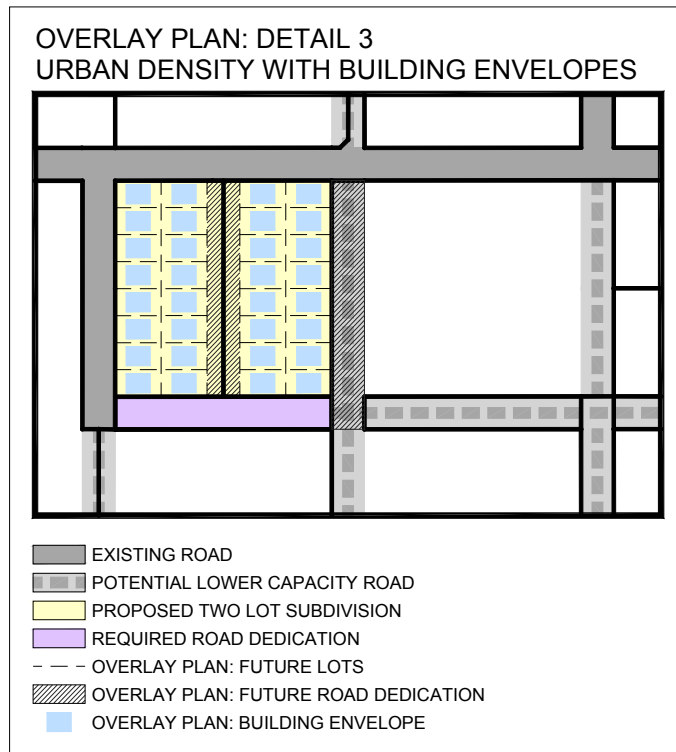 OVERLAY PLAN: DETAIL 3
URBAN DENSITY WITH BUILDING ENVELOPES
EXISTING ROAD
POTENTIAL LOWER CAPACITY ROAD
PROPOSED TWO LOT SUBDIVISION
REQUIRED ROAD DEDICATION
OVERLAY PLAN: FUTURE LOTS
OVERLAY PLAN: FUTURE ROAD DEDICATION
OVERLAY PLAN: BUILDING ENVELOPE